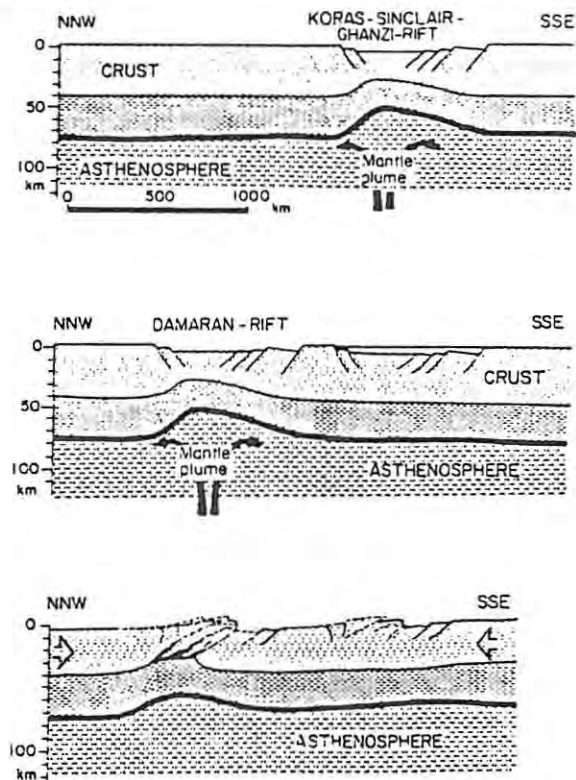 NNW
KORAS-SINCLAIR-
GHANZI-RIFT
SSE
0
CRUST
50
100
km
ASTHENOSPHERE
Mantle
plume
0 500 1000
km
NNW
DAMARAN-RIFT
SSE
0
CRUST
50
100
km
Mantle
plume
ASTHENOSPHERE
NNW
SSE
0
50
100
km
ASTHENOSPHERE